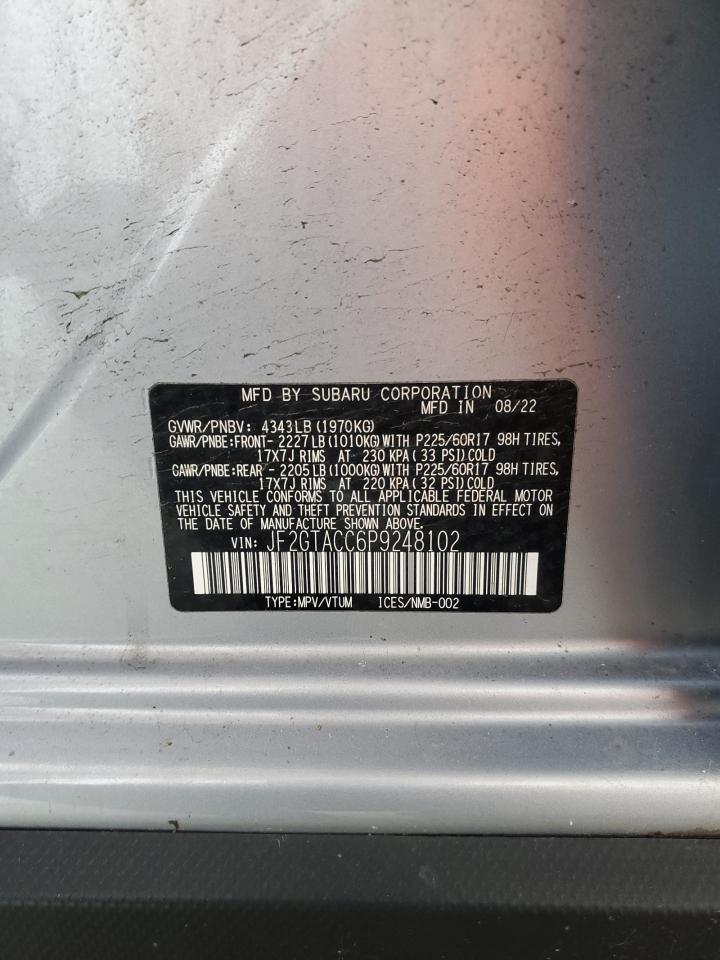 MFD BY SUBARU CORPORATION
MFD IN 08/22
GVWR/PNBV: 4343LB (1970KG)
GAWR/PNBE:FRONT- 2227LB (1010KG) WITH P225/60R17 98H TIRES,
17X7J RIMS AT 230 KPA ( 33 PSI) COLD
GAWR/PNBE:REAR - 2205LB (1000KG) WITH P225/60R17 98H TIRES,
17X7J RIMS AT 220 KPA ( 32 PSI) COLD
THIS VEHICLE CONFORMS TO ALL APPLICABLE FEDERAL MOTOR
VEHICLE SAFETY AND THEFT PREVENTION STANDARDS IN EFFECT ON
THE DATE OF MANUFACTURE SHOWN ABOVE.
VIN: JF2GTACC6P9248102
TYPE:MPV/VTUM ICES/NMB-002